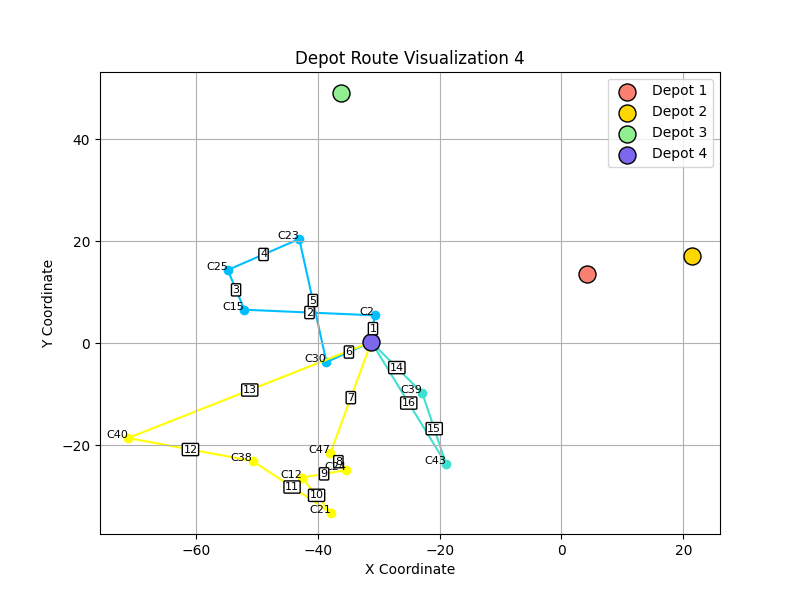 Depot Route Visualization 4
Depot 1
Depot 2
Depot 3
Depot 4
Y Coordinate
40
20
0
−20
C23
4
C25
3
5
C15
2
C2
1
C30
6
13
7
14
C39
16
15
C40
12
C38
C47
8
C24
C43
C12
9
11
10
C21
−60
−40
−20
0
20
X Coordinate